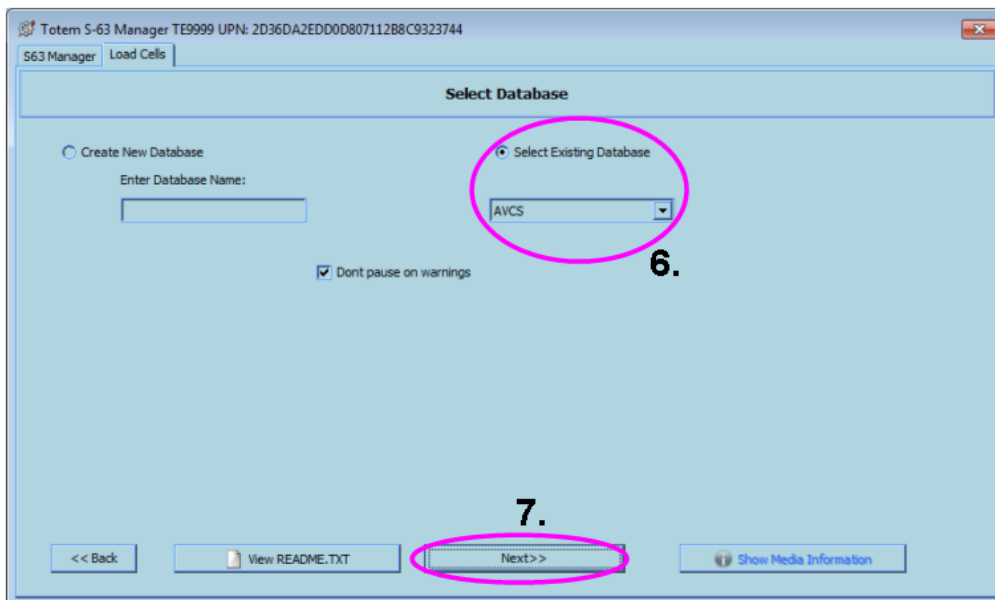 Totem S-63 Manager TE9999 UPN: 2D36DA2EDD0D807112B8C9323744
S63 Manager Load Cells
Select Database
Create New Database Select Existing Database
Enter Database Name:
AVCS
6.
Dont pause on warnings
7.
<< Back View README.TXT Next>> Show Media Information